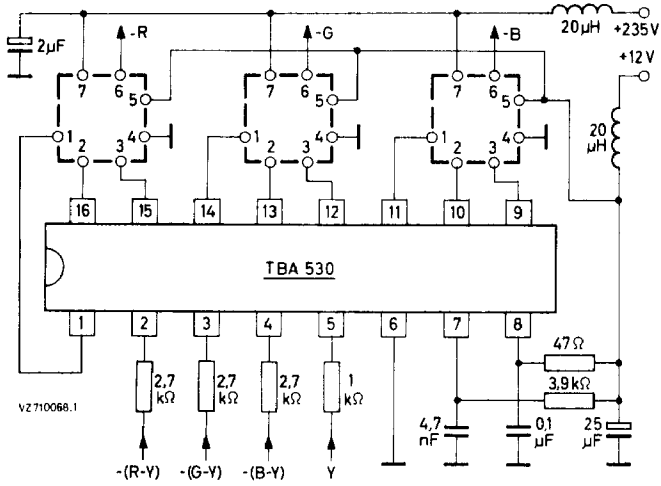 20µH
+235V
2µF
-R
-G
-B
+12V
7 6 7 6 7 6
5 5 5
1 4 1 4 1 4
2 3 2 3 2 3
20
µH
16 15 14 13 12 11 10 9
TBA 530
1 2 3 4 5 6 7 8
47Ω
2,7
kΩ
2,7
kΩ
2,7
kΩ
1
kΩ
3,9kΩ
VZ710068.1
4,7
nF
0,1
µF
25
µF
-(R-Y) -(G-Y) -(B-Y) Y